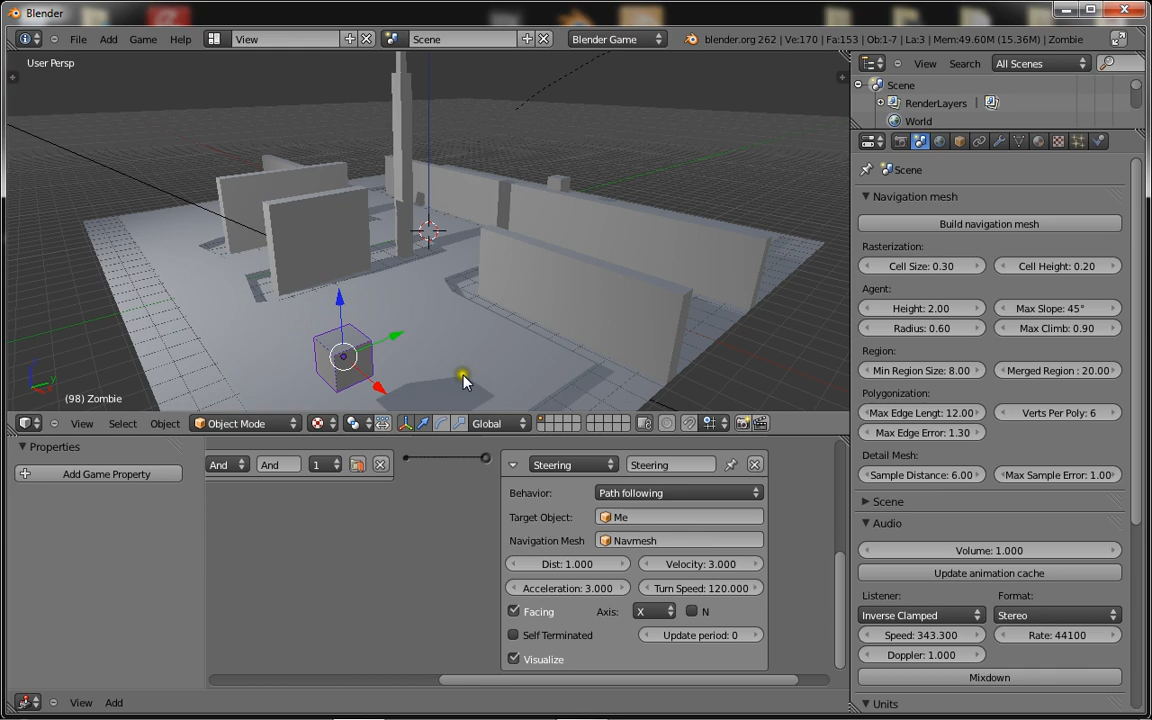 Blender
File Add Game Help View Scene Blender Game blender.org 262 | Ve:170 | Fa:153 | Ob:1-7 | La:3 | Mem:49.60M (15.36M) | Zombie
User Persp
(98) Zombie
View Select Object Object Mode Global
View Search All Scenes
Scene
RenderLayers |
World
Scene
Navigation mesh
Build navigation mesh
Rasterization:
Cell Size: 0.30 Cell Height: 0.20
Agent:
Height: 2.00 Max Slope: 45°
Radius: 0.60 Max Climb: 0.90
Region:
Min Region Size: 8.00 Merged Region : 20.00
Polygonization:
Max Edge Lengt: 12.00 Verts Per Poly: 6
Max Edge Error: 1.30
Detail Mesh:
Sample Distance: 6.00 Max Sample Error: 1.00
Scene
Audio
Volume: 1.000
Update animation cache
Listener: Format:
Inverse Clamped Stereo
Speed: 343.300 Rate: 44100
Doppler: 1.000
Mixdown
Units
Properties
Add Game Property
And And 1
Steering Steering
Behavior: Path following
Target Object: Me
Navigation Mesh Navmesh
Dist: 1.000 Velocity: 3.000
Acceleration: 3.000 Turn Speed: 120.000
Facing Axis: X N
Self Terminated Update period: 0
Visualize
View Add